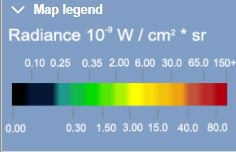 Map legend
Radiance 10⁻⁹ W / cm² * sr
0.10 0.25 0.35 2.00 6.00 30.0 65.0 150+
0.00 0.30 1.50 3.00 15.0 40.0 80.0